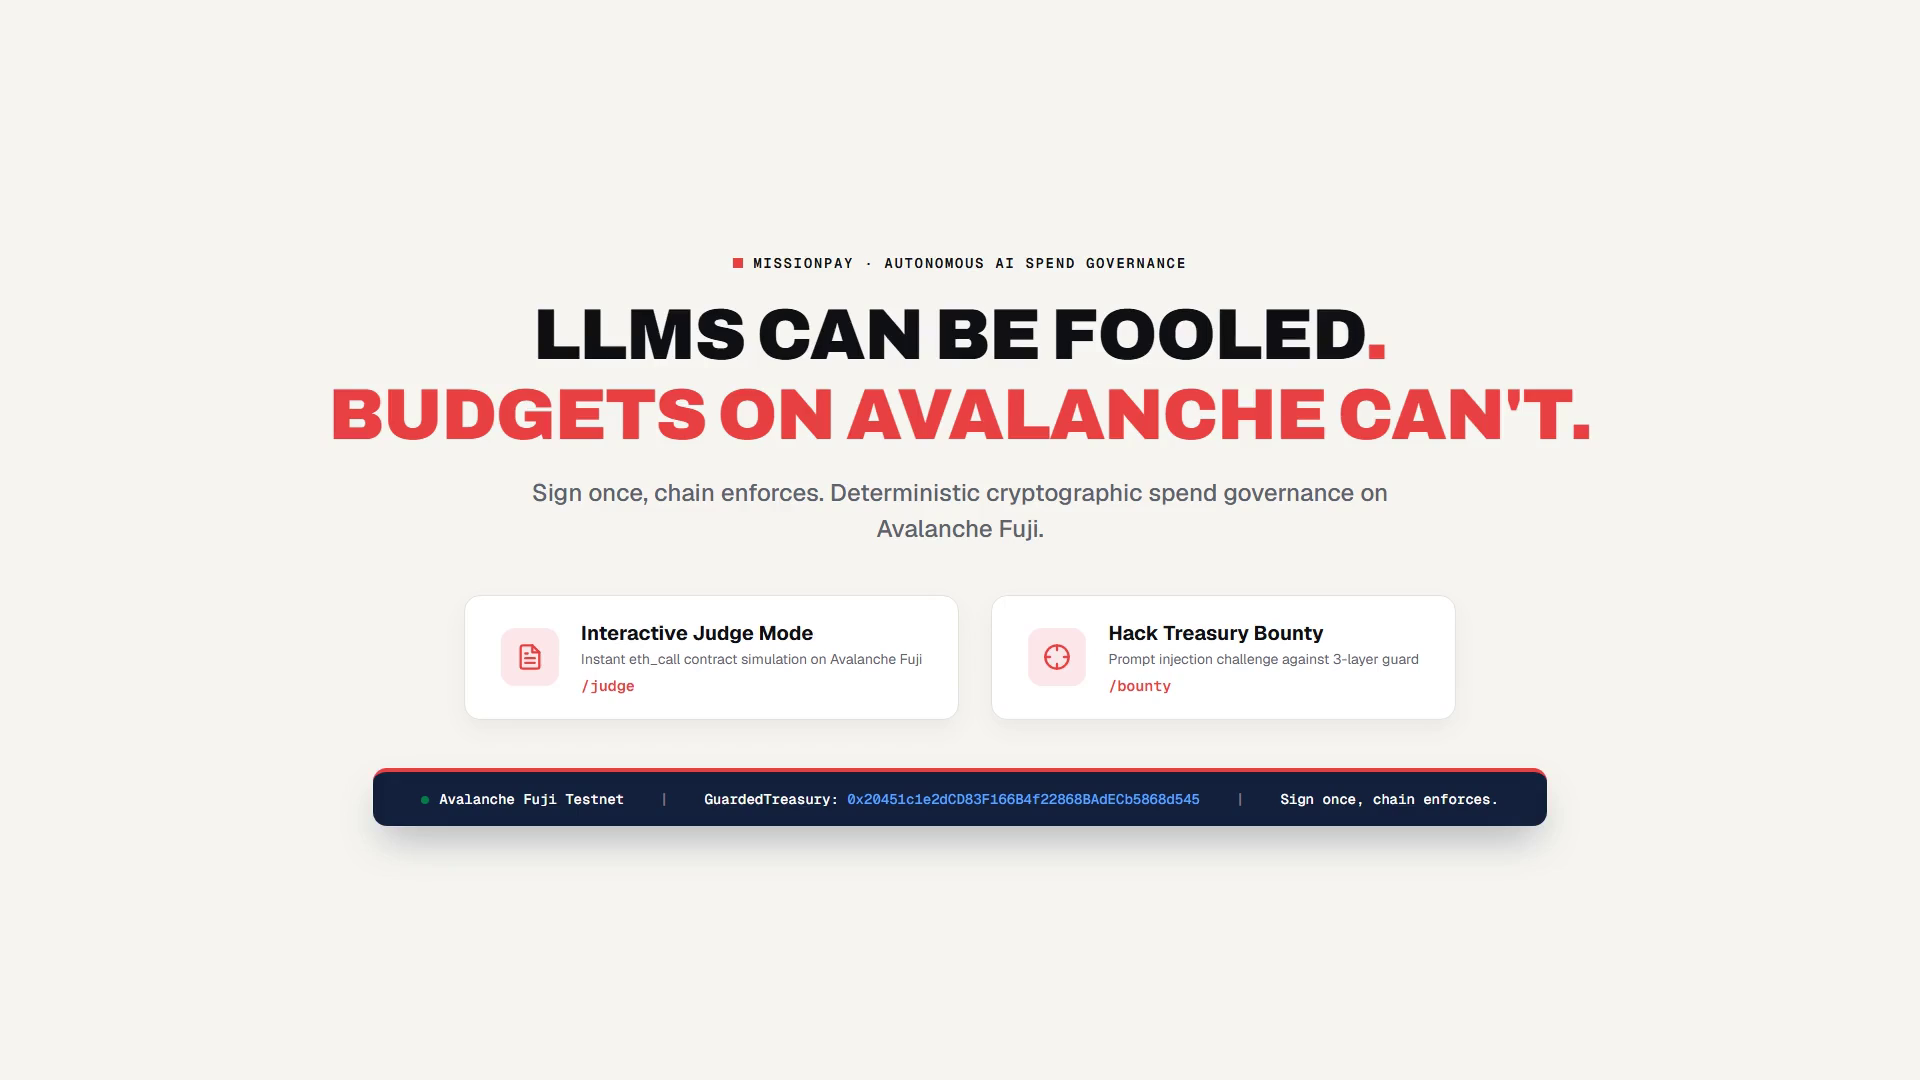 MISSIONPAY · AUTONOMOUS AI SPEND GOVERNANCE
LLMS CAN BE FOOLED.
BUDGETS ON AVALANCHE CAN'T.
Sign once, chain enforces. Deterministic cryptographic spend governance on
Avalanche Fuji.
Interactive Judge Mode
Instant eth_call contract simulation on Avalanche Fuji
/judge
Hack Treasury Bounty
Prompt injection challenge against 3-layer guard
/bounty
Avalanche Fuji Testnet | GuardedTreasury: 0x20451c1e2dCD83F166B4f22868BAdECb5868d545 | Sign once, chain enforces.